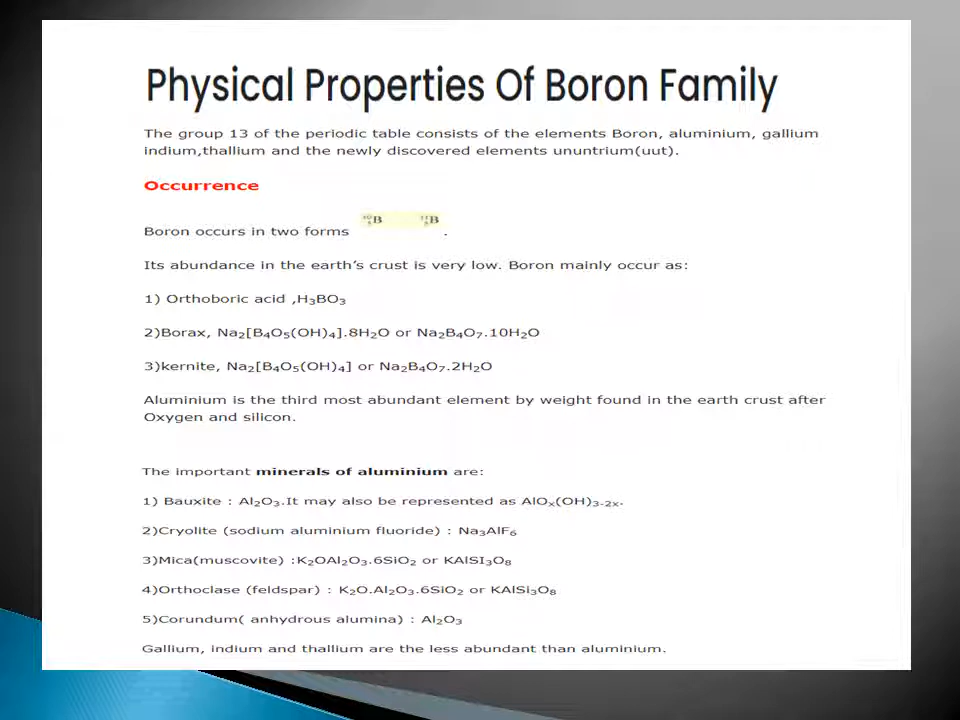 Physical Properties Of Boron Family
The group 13 of the periodic table consists of the elements Boron, aluminium, gallium
indium,thallium and the newly discovered elements ununtrium(uut).
Occurrence
Boron occurs in two forms ¹⁰₅B ¹¹₅B .
Its abundance in the earth's crust is very low. Boron mainly occur as:
1) Orthoboric acid ,H₃BO₃
2)Borax, Na₂[B₄O₅(OH)₄].8H₂O or Na₂B₄O₇.10H₂O
3)kernite, Na₂[B₄O₅(OH)₄] or Na₂B₄O₇.2H₂O
Aluminium is the third most abundant element by weight found in the earth crust after
Oxygen and silicon.
The important minerals of aluminium are:
1) Bauxite : Al₂O₃.It may also be represented as AlOₓ(OH)₃₋₂ₓ.
2)Cryolite (sodium aluminium fluoride) : Na₃AlF₆
3)Mica(muscovite) :K₂OAl₂O₃.6SiO₂ or KAlSI₃O₈
4)Orthoclase (feldspar) : K₂O.Al₂O₃.6SiO₂ or KAlSi₃O₈
5)Corundum( anhydrous alumina) : Al₂O₃
Gallium, indium and thallium are the less abundant than aluminium.